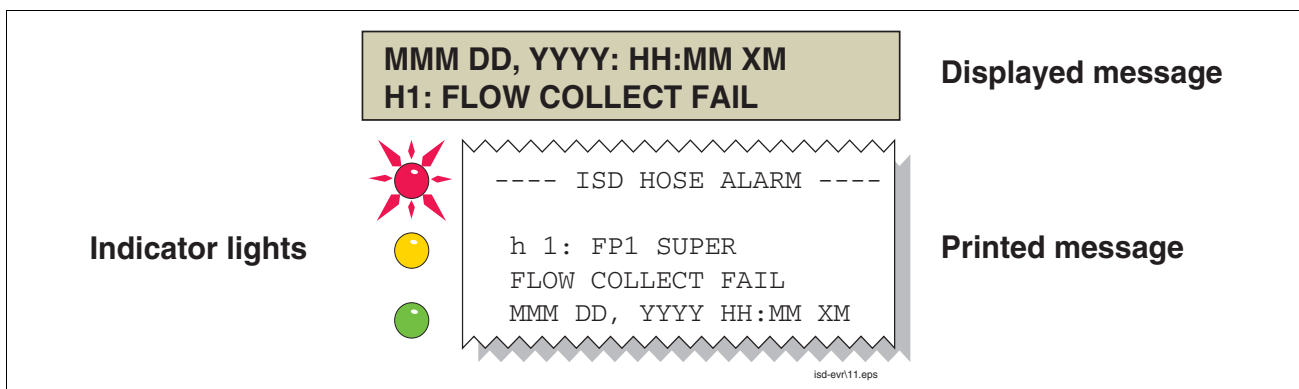 MMM DD, YYYY: HH:MM XM
H1: FLOW COLLECT FAIL
Displayed message
---- ISD HOSE ALARM ----
Indicator lights
h 1: FP1 SUPER
FLOW COLLECT FAIL
MMM DD, YYYY HH:MM XM
Printed message
isd-evr\11.eps